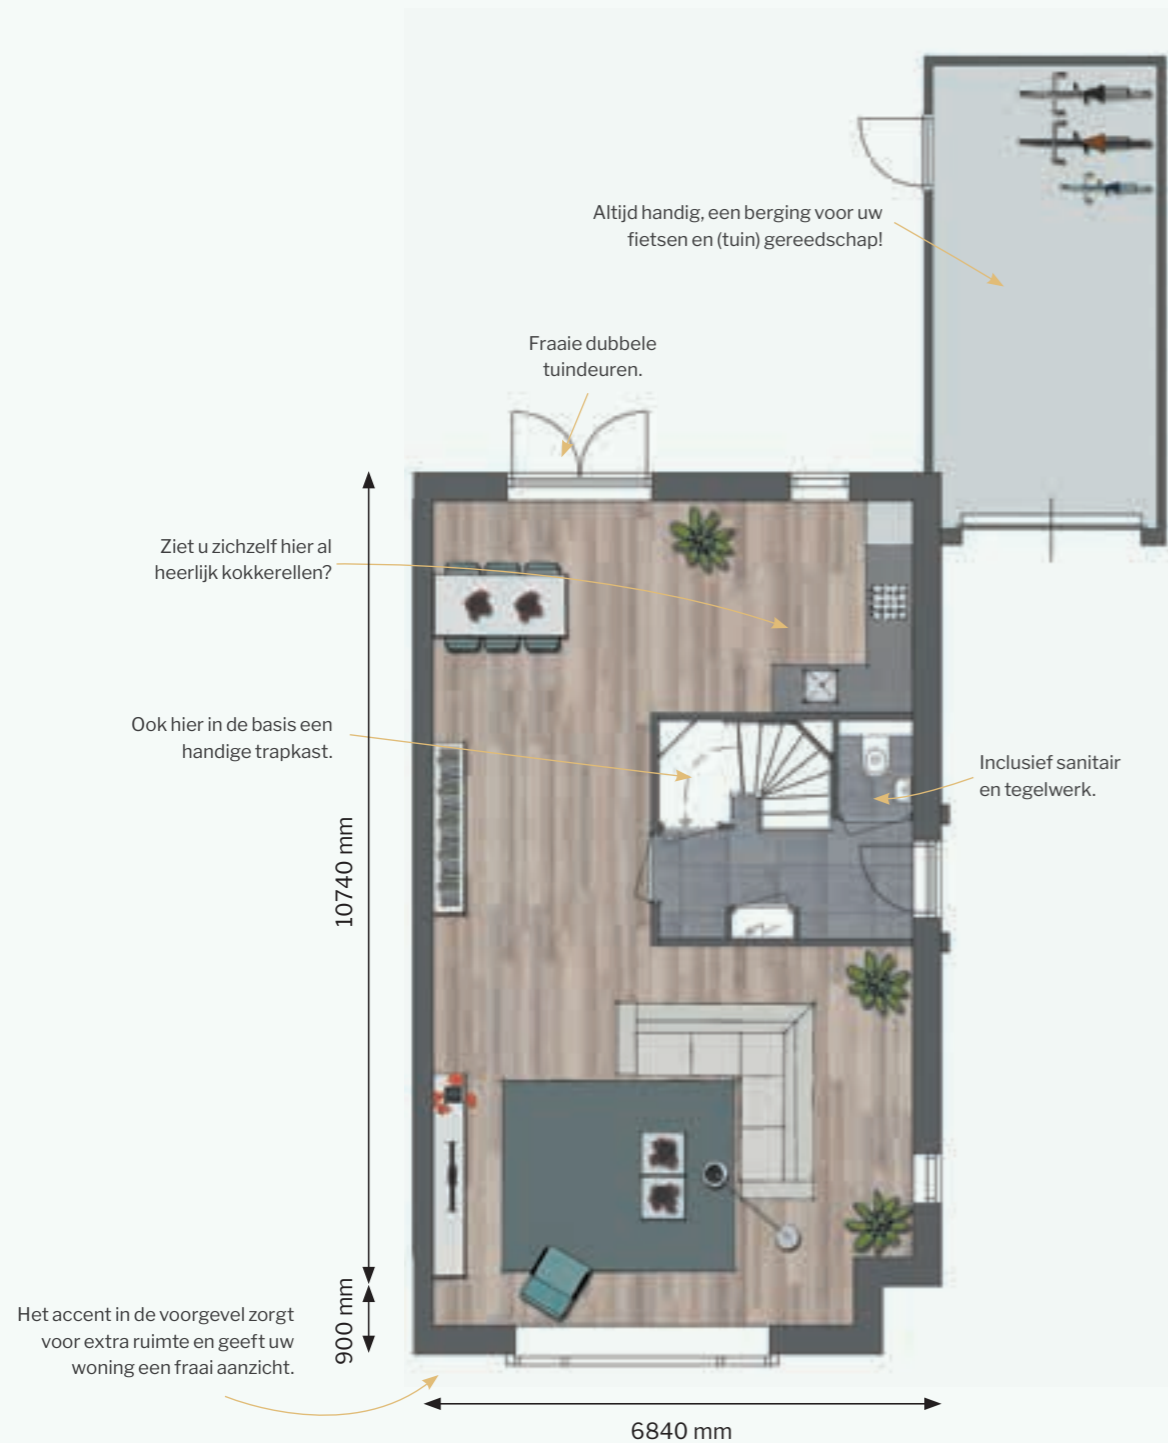 Altijd handig, een berging voor uw
fietsen en (tuin) gereedschap!
Fraaie dubbele
tuindeuren.
Ziet u zichzelf hier al
heerlijk kokkerellen?
Ook hier in de basis een
handige trapkast.
Inclusief sanitair
en tegelwerk.
10740 mm
900 mm
Het accent in de voorgevel zorgt
voor extra ruimte en geeft uw
woning een fraai aanzicht.
6840 mm